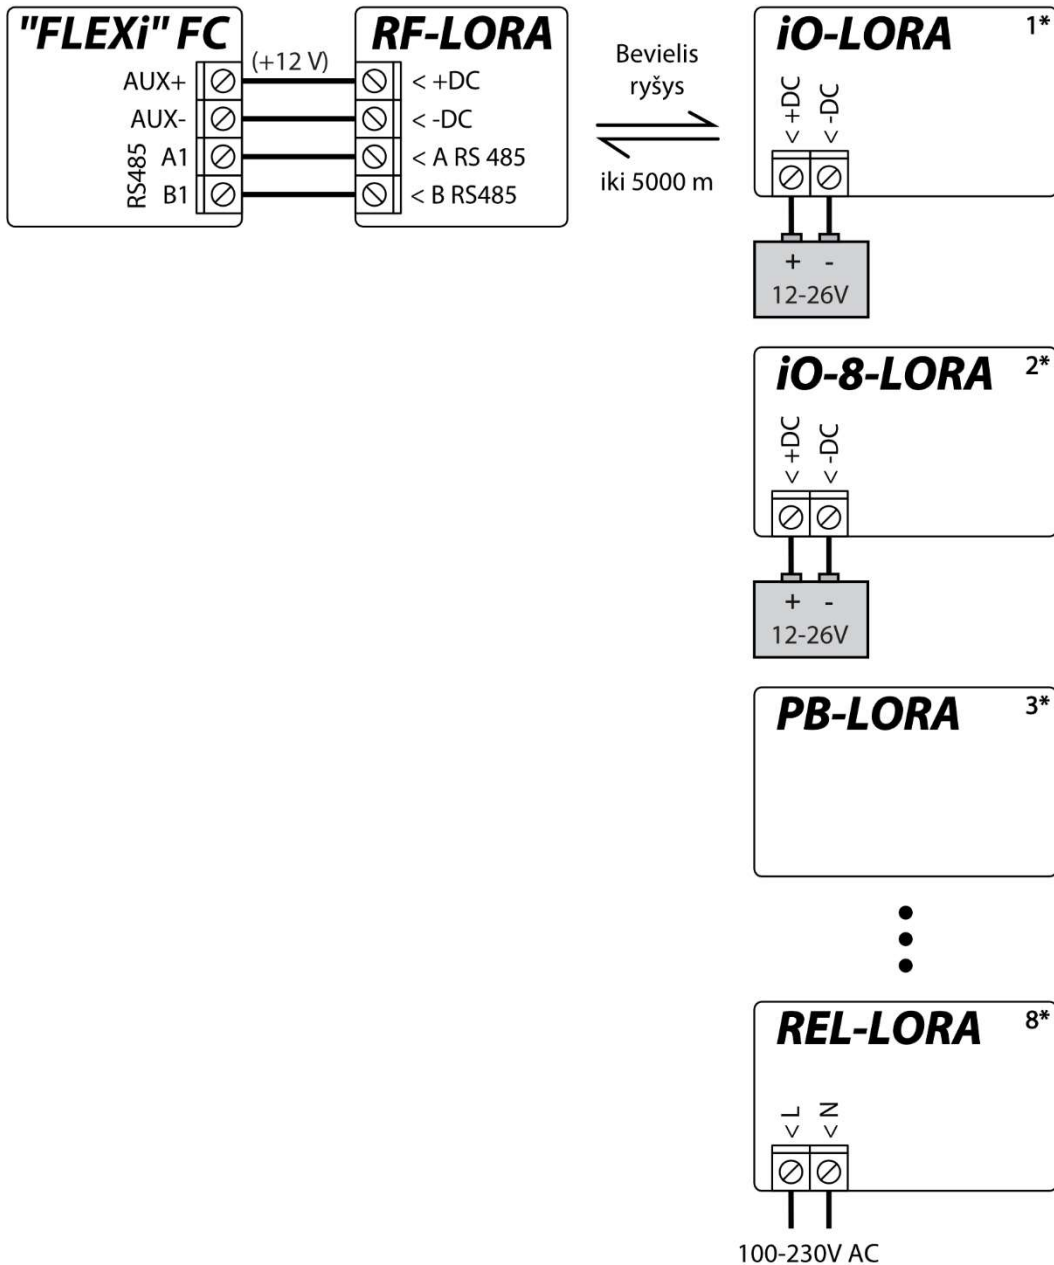 "FLEXi" FC
AUX+
AUX-
RS485
A1
B1
(+12 V)
RF-LORA
< +DC
< -DC
< A RS 485
< B RS485
Bevielis
ryšys
iki 5000 m
iO-LORA 1*
< +DC
< -DC
+ -
12-26V
iO-8-LORA 2*
< +DC
< -DC
+ -
12-26V
PB-LORA 3*
REL-LORA 8*
< L
< N
100-230V AC